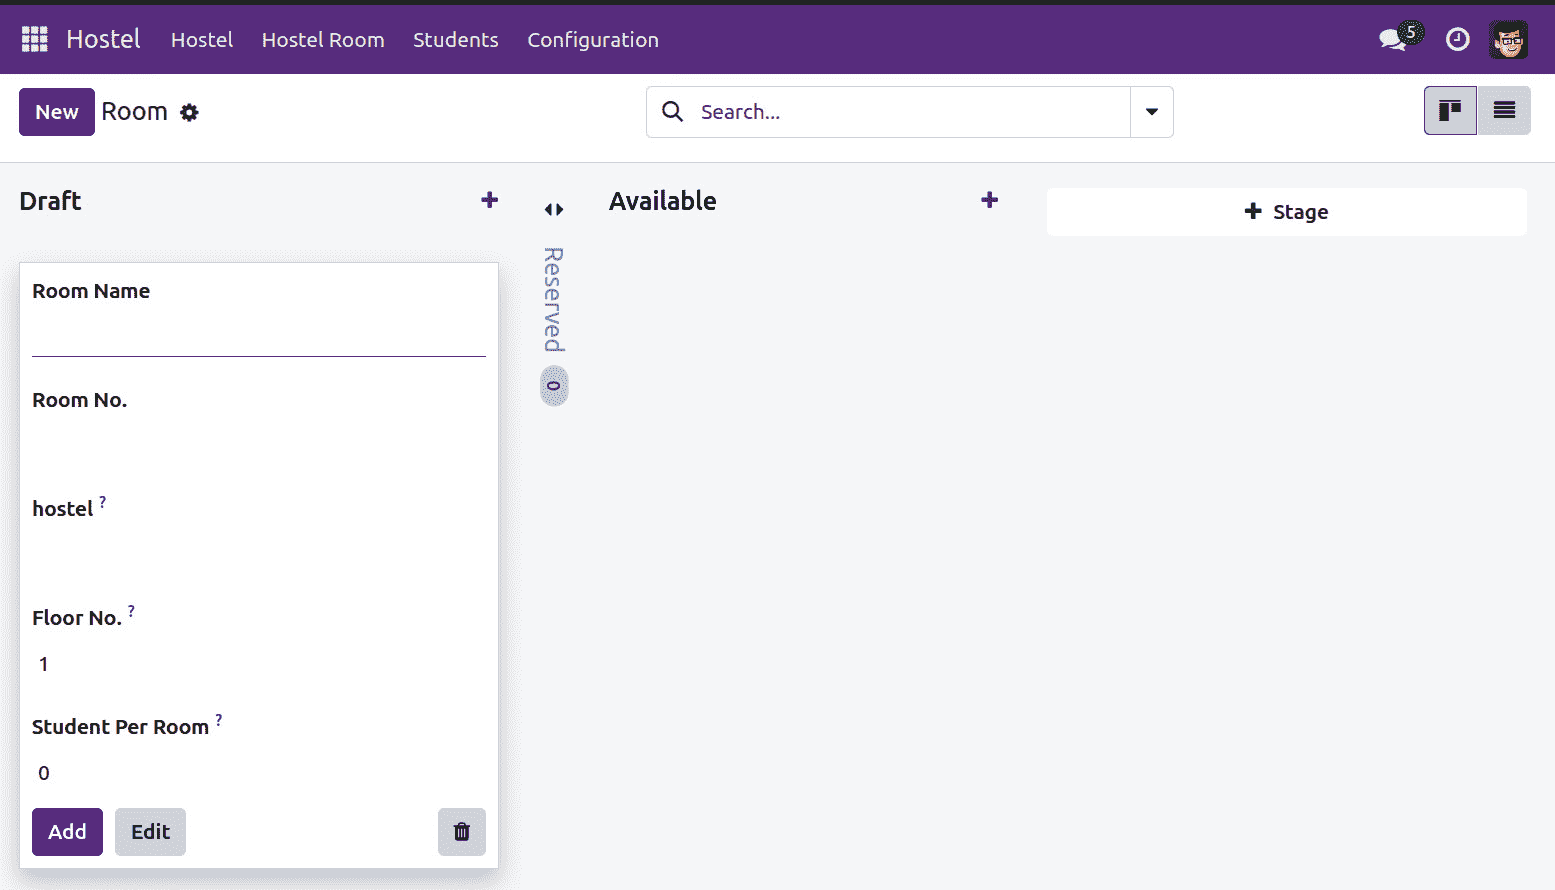 Hostel Hostel Hostel Room Students Configuration 5
New Room Search...
Draft + Available + + Stage
Reserved
0
Room Name
Room No.
hostel ?
Floor No. ?
1
Student Per Room ?
0
Add Edit